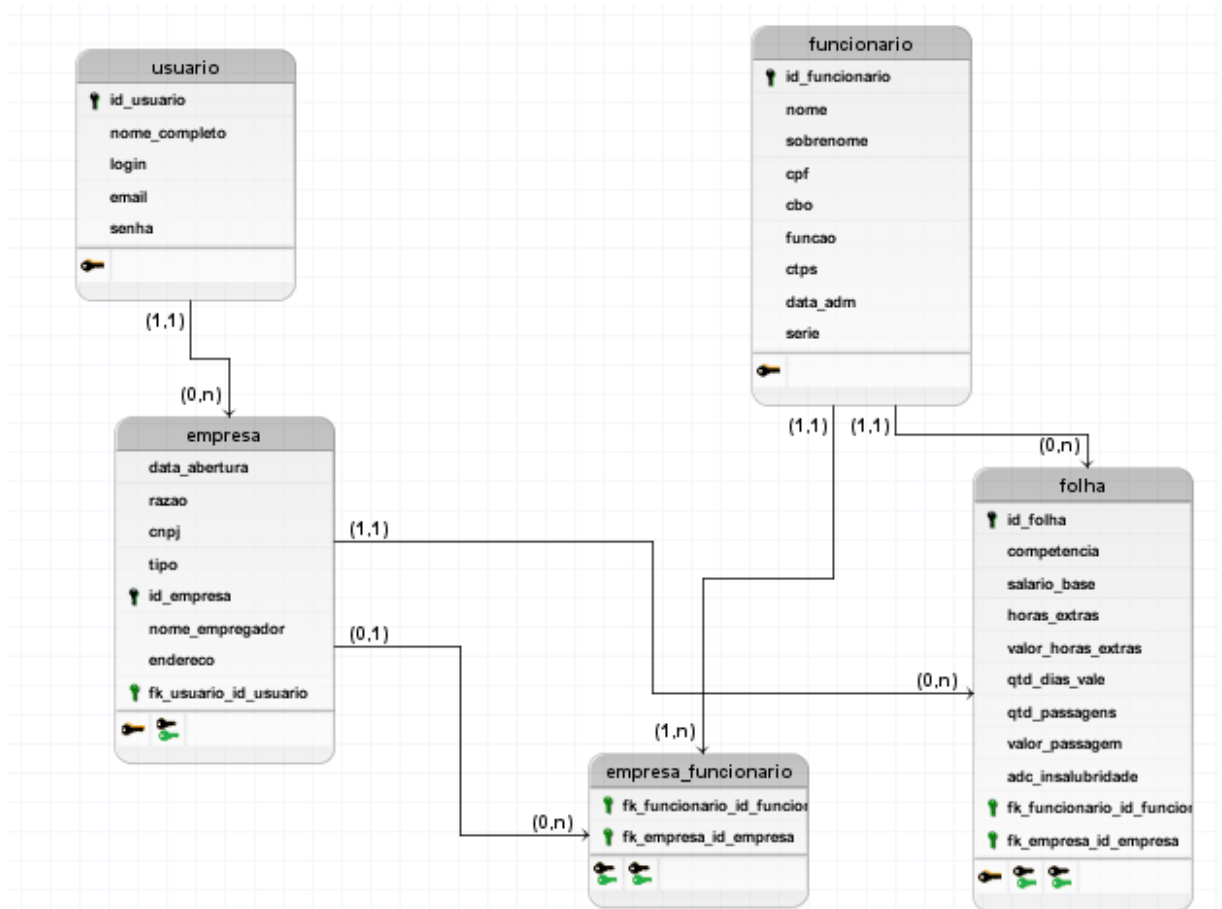 usuario
id_usuario
nome_completo
login
email
senha
(1,1)
(0,n)
empresa
data_abertura
razao
cnpj
tipo
id_empresa
nome_empregador
endereco
fk_usuario_id_usuario
(1,1)
(0,1)
(0,n)
(0,n)
funcionario
id_funcionario
nome
sobrenome
cpf
cbo
funcao
ctps
data_adm
serie
(1,1)
(1,1)
(0,n)
(1,n)
empresa_funcionario
fk_funcionario_id_funcior
fk_empresa_id_empresa
folha
id_folha
competencia
salario_base
horas_extras
valor_horas_extras
qtd_dias_vale
qtd_passagens
valor_passagem
adc_insalubridade
fk_funcionario_id_funcior
fk_empresa_id_empresa